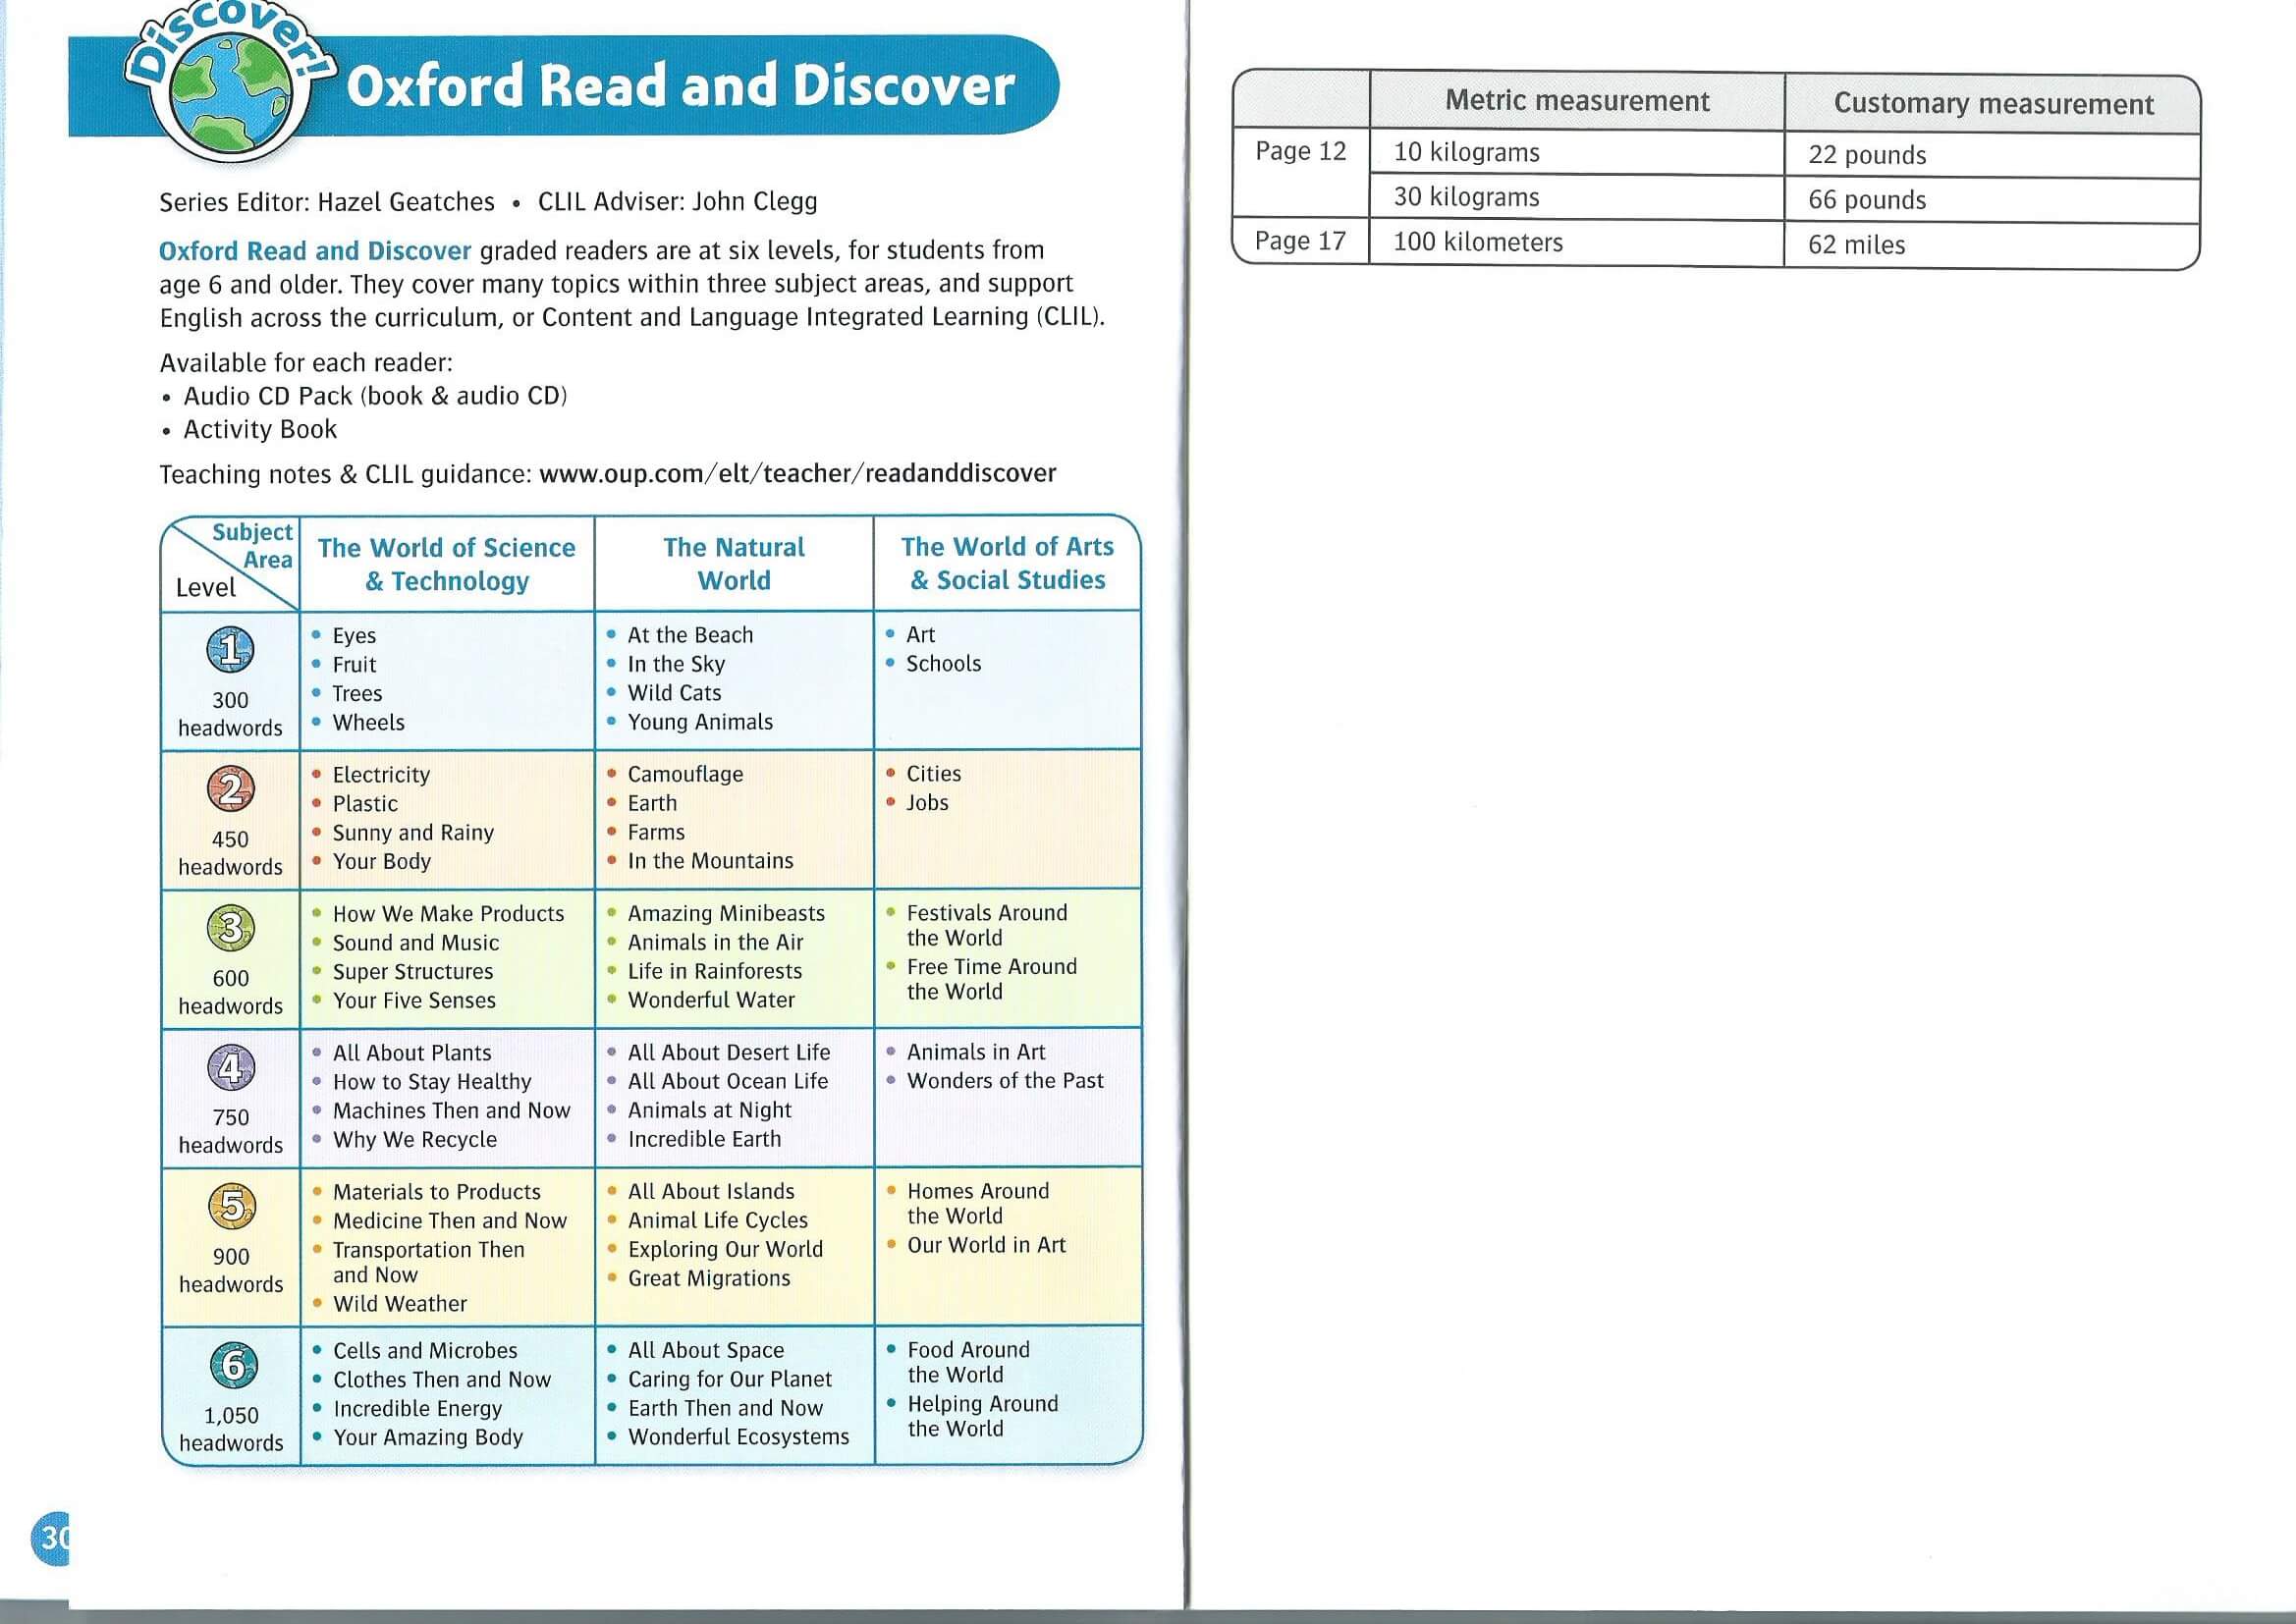 Discover!
Oxford Read and Discover
Series Editor: Hazel Geatches • CLIL Adviser: John Clegg
Oxford Read and Discover graded readers are at six levels, for students from
age 6 and older. They cover many topics within three subject areas, and support
English across the curriculum, or Content and Language Integrated Learning (CLIL).
Available for each reader:
• Audio CD Pack (book & audio CD)
• Activity Book
Teaching notes & CLIL guidance: www.oup.com/elt/teacher/readanddiscover
Subject
Area
Level
The World of Science
& Technology
The Natural
World
The World of Arts
& Social Studies
1
300
headwords
• Eyes
• Fruit
• Trees
• Wheels
• At the Beach
• In the Sky
• Wild Cats
• Young Animals
• Art
• Schools
2
450
headwords
• Electricity
• Plastic
• Sunny and Rainy
• Your Body
• Camouflage
• Earth
• Farms
• In the Mountains
• Cities
• Jobs
3
600
headwords
• How We Make Products
• Sound and Music
• Super Structures
• Your Five Senses
• Amazing Minibeasts
• Animals in the Air
• Life in Rainforests
• Wonderful Water
• Festivals Around
the World
• Free Time Around
the World
4
750
headwords
• All About Plants
• How to Stay Healthy
• Machines Then and Now
• Why We Recycle
• All About Desert Life
• All About Ocean Life
• Animals at Night
• Incredible Earth
• Animals in Art
• Wonders of the Past
5
900
headwords
• Materials to Products
• Medicine Then and Now
• Transportation Then
and Now
• Wild Weather
• All About Islands
• Animal Life Cycles
• Exploring Our World
• Great Migrations
• Homes Around
the World
• Our World in Art
6
1,050
headwords
• Cells and Microbes
• Clothes Then and Now
• Incredible Energy
• Your Amazing Body
• All About Space
• Caring for Our Planet
• Earth Then and Now
• Wonderful Ecosystems
• Food Around
the World
• Helping Around
the World
30
Metric measurement
Customary measurement
Page 12
10 kilograms
22 pounds
30 kilograms
66 pounds
Page 17
100 kilometers
62 miles